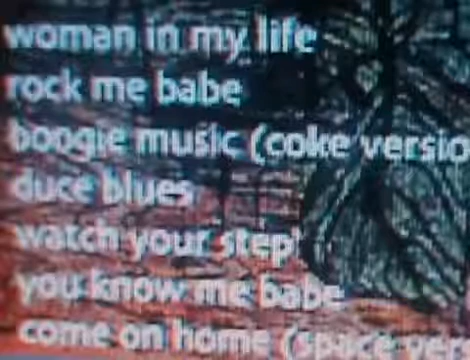 woman in my life
rock me babe
boogie music (coke versio
duce blues
watch your step
you know me babe
come on home (space vers